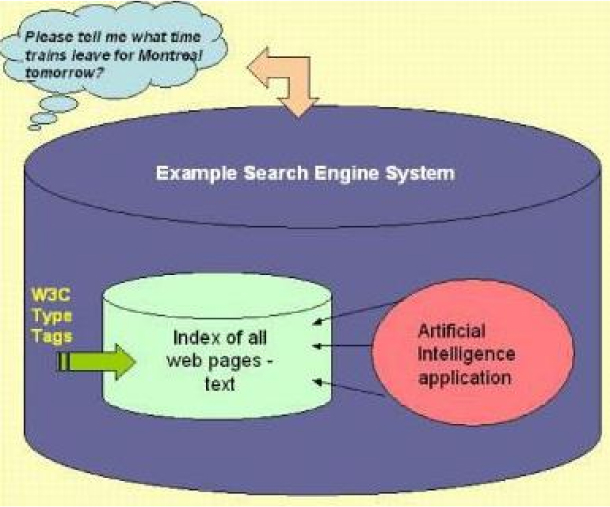 Please tell me what time
trains leave for Montreal
tomorrow?
Example Search Engine System
W3C
Type
Tags
Index of all
web pages -
text
Artificial
Intelligence
application